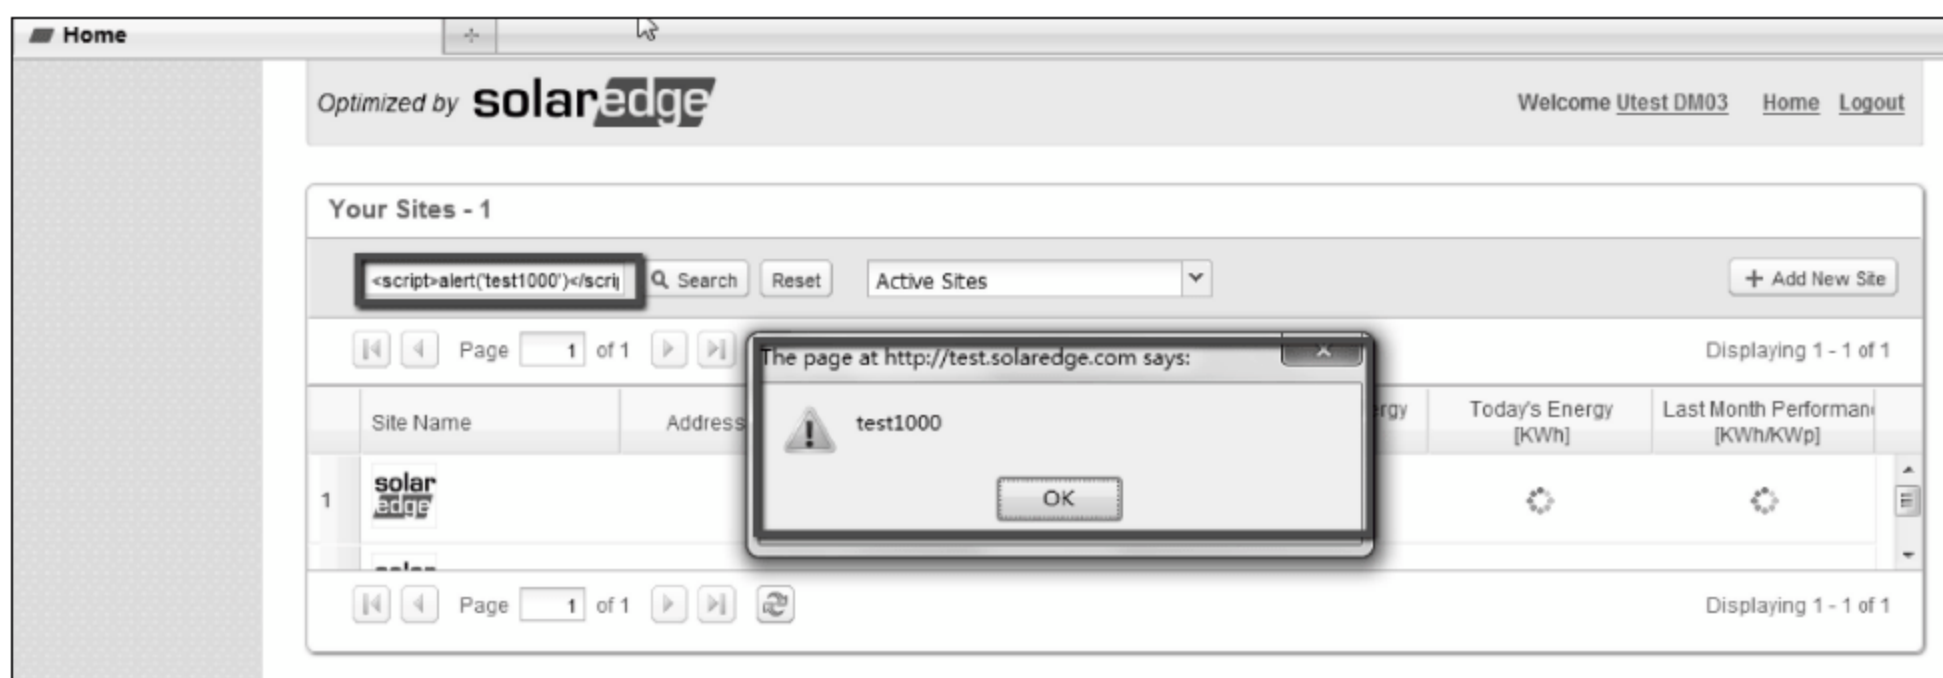 Home
Optimized by solaredge
Welcome Utest DM03 Home Logout
Your Sites - 1
<script>alert('test1000')</scri
Search
Reset
Active Sites
+ Add New Site
Page 1 of 1
Displaying 1 - 1 of 1
The page at http://test.solaredge.com says:
test1000
OK
Site Name
Address
ergy
Today's Energy
[KWh]
Last Month Performan
[KWh/KWp]
1
solar
edge
Page 1 of 1
Displaying 1 - 1 of 1